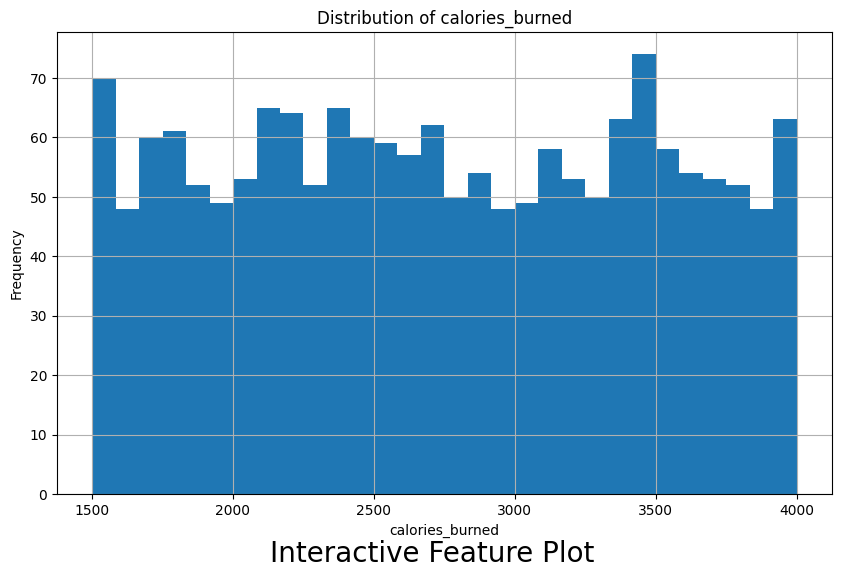 Distribution of calories_burned
70
60
50
40
30
20
10
0
Frequency
1500 2000 2500 3000 3500 4000
calories_burned
Interactive Feature Plot